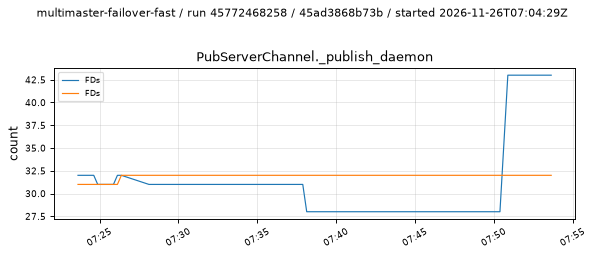 multimaster-failover-fast / run 45772468258 / 45ad3868b73b / started 2026-11-26T07:04:29Z
PubServerChannel._publish_daemon
count
42.5
40.0
37.5
35.0
32.5
30.0
27.5
FDs
FDs
07:25
07:30
07:35
07:40
07:45
07:50
07:55